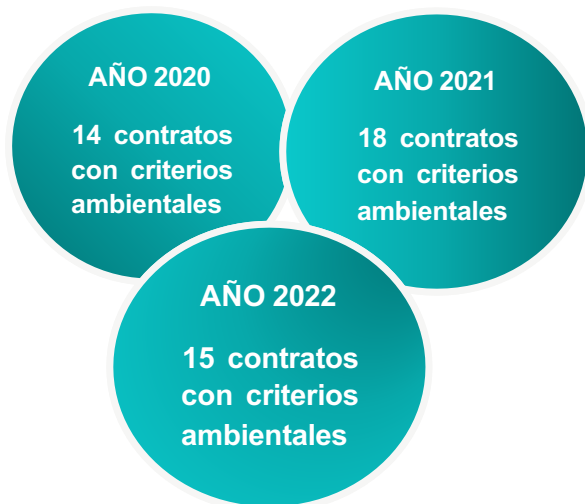 AÑO 2020
14 contratos
con criterios
ambientales
AÑO 2021
18 contratos
con criterios
ambientales
AÑO 2022
15 contratos
con criterios
ambientales